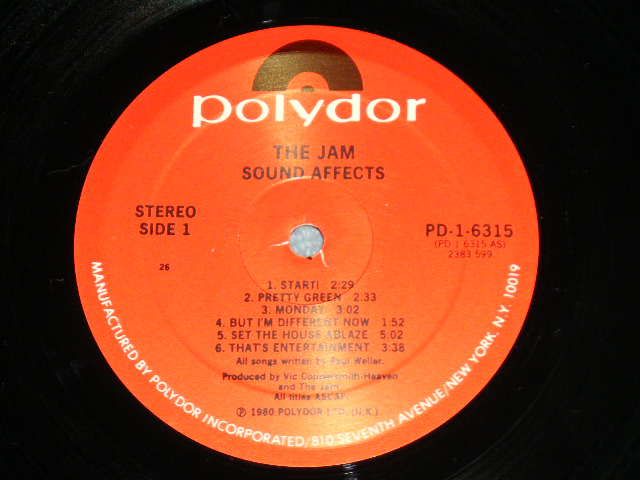 polydor
THE JAM
SOUND AFFECTS
STEREO
SIDE 1
PD-1-6315
(PD 1 6315 AS)
2383 599
26
1. START! 2:29
2. PRETTY GREEN 2:33
3. MONDAY 3:02
4. BUT I'M DIFFERENT NOW 1:52
5. SET THE HOUSE ABLAZE 5:02
6. THAT'S ENTERTAINMENT 3:38
All songs written by Paul Weller.
Produced by Vic Coppersmith-Heaven
and The Jam
All titles ASCAP
℗ 1980 POLYDOR LTD. (U.K.)
MANUFACTURED BY POLYDOR INCORPORATED/810 SEVENTH AVENUE/NEW YORK, N.Y. 10019